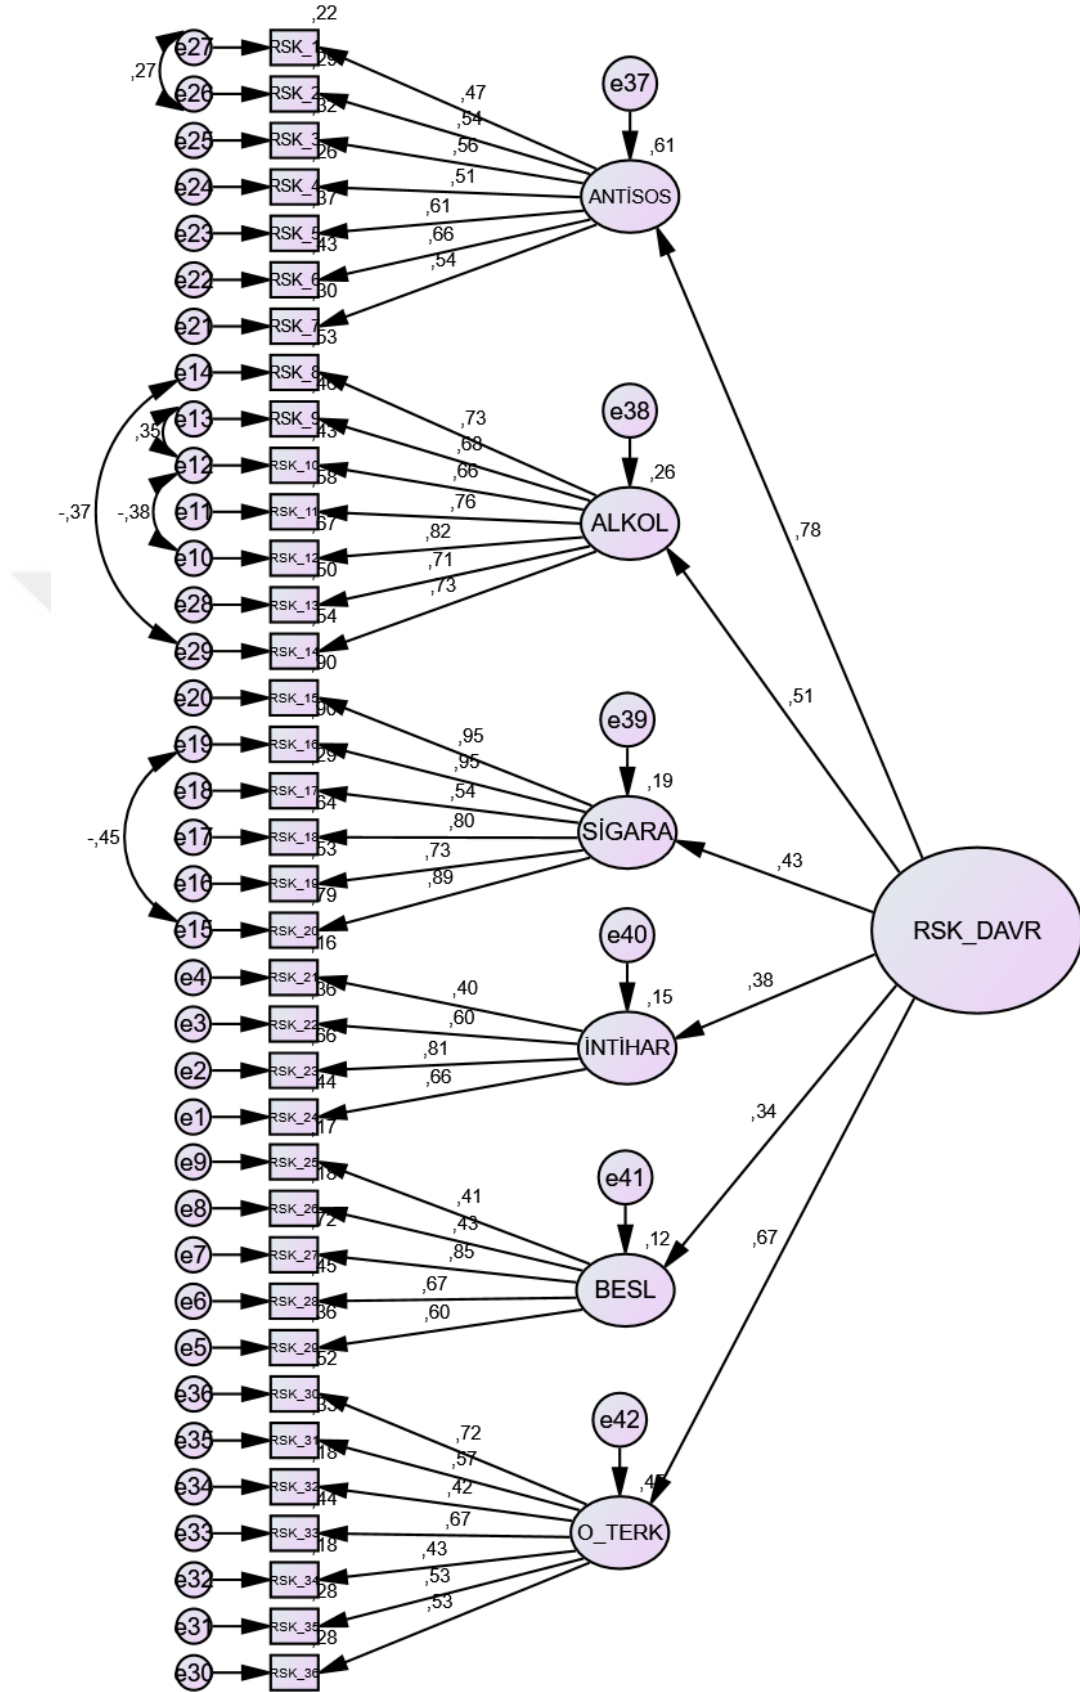 ,22
e27 RSK_1 ,29
,27
e26 RSK_2 ,32
e25 RSK_3 ,26
e24 RSK_4 ,37
e23 RSK_5 ,43
e22 RSK_6 ,30
e21 RSK_7 ,53
,47
,54
,56
,51
,61
,66
,54
e37
,61
ANTİSOS
e14 RSK_8 ,46
e13 RSK_9 ,43
,35
e12 RSK_10 ,58
-,37
-,38
e11 RSK_11 ,67
e10 RSK_12 ,50
e28 RSK_13 ,54
e29 RSK_14 ,90
,73
,68
,66
,76
,82
,71
,73
e38
,26
ALKOL
e20 RSK_15 ,90
e19 RSK_16 ,29
e18 RSK_17 ,64
-,45
e17 RSK_18 ,53
e16 RSK_19 ,79
e15 RSK_20 ,16
,95
,95
,54
,80
,73
,89
e39
,19
SİGARA
e4 RSK_21 ,36
e3 RSK_22 ,66
e2 RSK_23 ,44
e1 RSK_24 ,17
,40
,60
,81
,66
e40
,15
İNTİHAR
e9 RSK_25 ,18
e8 RSK_26 ,72
e7 RSK_27 ,45
e6 RSK_28 ,36
e5 RSK_29 ,52
,41
,43
,85
,67
,60
e41
,12
BESL
e36 RSK_30 ,33
e35 RSK_31 ,18
e34 RSK_32 ,44
e33 RSK_33 ,18
e32 RSK_34 ,28
e31 RSK_35 ,28
e30 RSK_36
,72
,57
,42
,67
,43
,53
,53
e42
O_TERK
,78
,51
,43
,38
,34
,67
RSK_DAVR